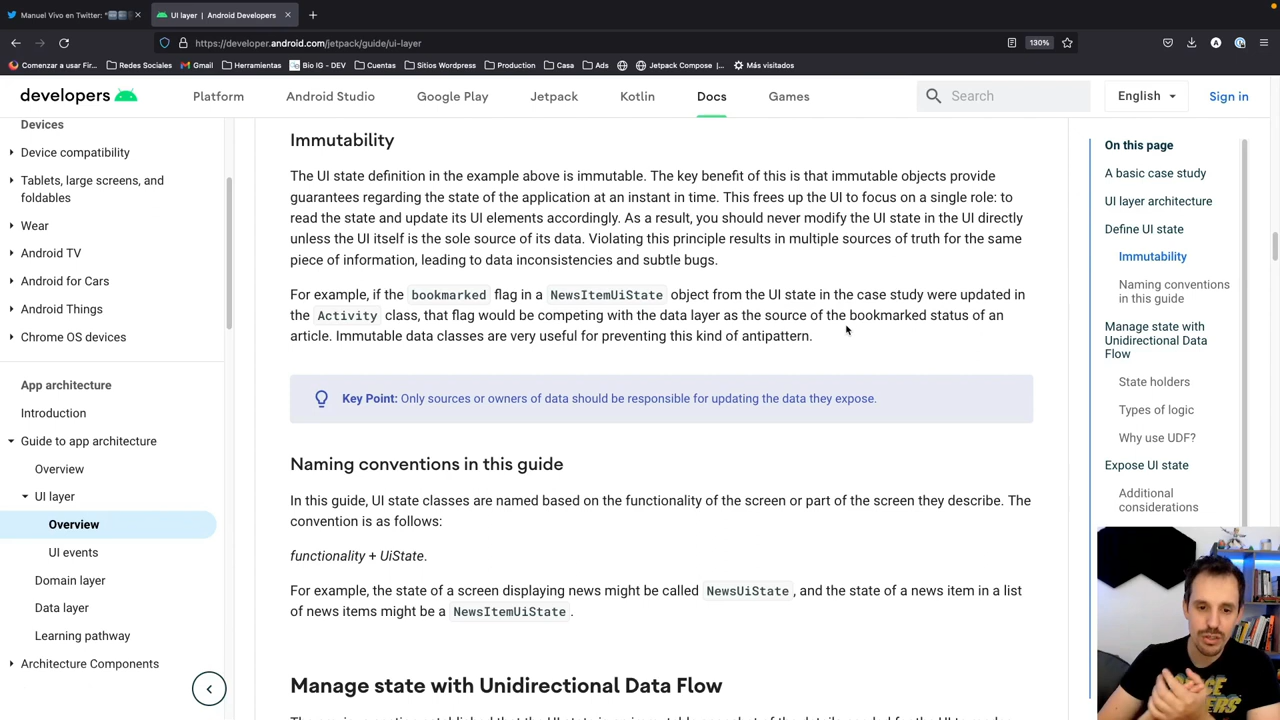 Manuel Vivo en Twitter: "
UI layer | Android Developers
https://developer.android.com/jetpack/guide/ui-layer
130%
Comenzar a usar Fir...
Redes Sociales
Gmail
Herramientas
Bio IG - DEV
Cuentas
Sitios Wordpress
Production
Casa
Ads
Jetpack Compose |...
Más visitados
developers
Platform
Android Studio
Google Play
Jetpack
Kotlin
Docs
Games
Search
English
Sign in
Devices
Device compatibility
Tablets, large screens, and
foldables
Wear
Android TV
Android for Cars
Android Things
Chrome OS devices
App architecture
Introduction
Guide to app architecture
Overview
UI layer
Overview
UI events
Domain layer
Data layer
Learning pathway
Architecture Components
Immutability
The UI state definition in the example above is immutable. The key benefit of this is that immutable objects provide
guarantees regarding the state of the application at an instant in time. This frees up the UI to focus on a single role: to
read the state and update its UI elements accordingly. As a result, you should never modify the UI state in the UI directly
unless the UI itself is the sole source of its data. Violating this principle results in multiple sources of truth for the same
piece of information, leading to data inconsistencies and subtle bugs.
For example, if the bookmarked flag in a NewsItemUiState object from the UI state in the case study were updated in
the Activity class, that flag would be competing with the data layer as the source of the bookmarked status of an
article. Immutable data classes are very useful for preventing this kind of antipattern.
Key Point: Only sources or owners of data should be responsible for updating the data they expose.
Naming conventions in this guide
In this guide, UI state classes are named based on the functionality of the screen or part of the screen they describe. The
convention is as follows:
functionality + UiState.
For example, the state of a screen displaying news might be called NewsUiState, and the state of a news item in a list
of news items might be a NewsItemUiState.
Manage state with Unidirectional Data Flow
On this page
A basic case study
UI layer architecture
Define UI state
Immutability
Naming conventions
in this guide
Manage state with
Unidirectional Data
Flow
State holders
Types of logic
Why use UDF?
Expose UI state
Additional
considerations